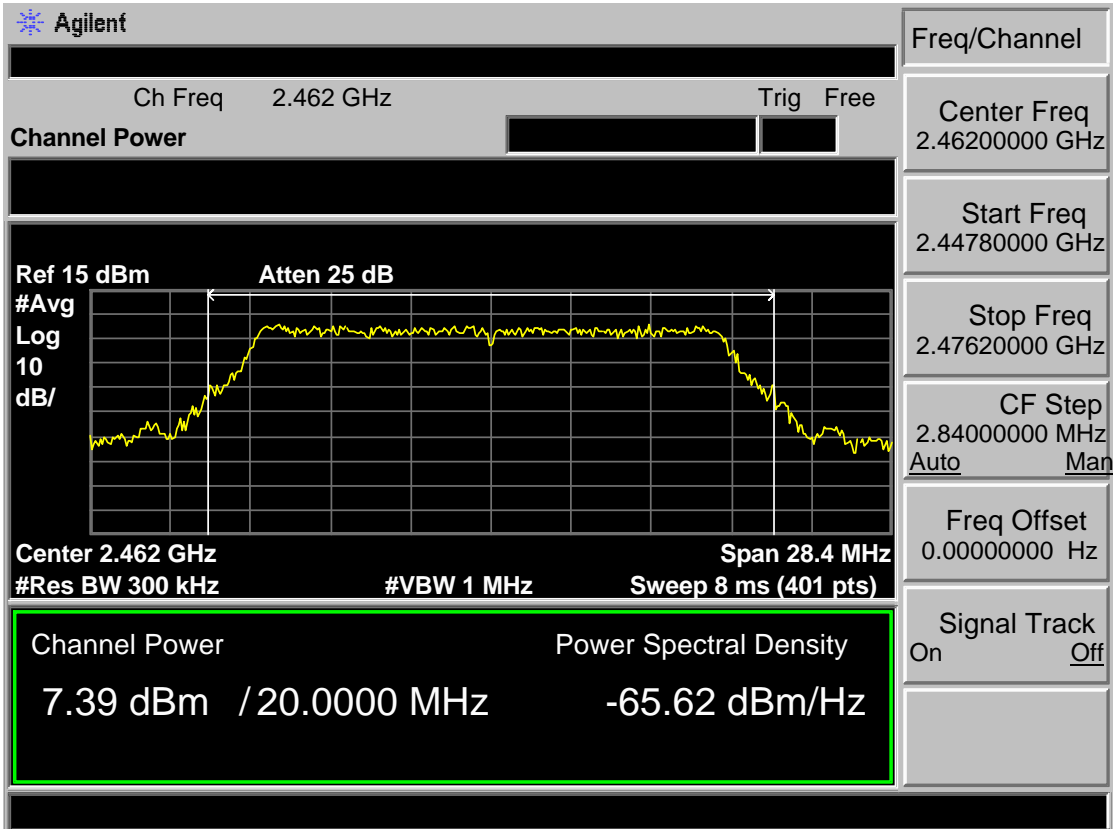 Agilent
Freq/Channel
Ch Freq 2.462 GHz Trig Free
Channel Power
Center Freq
2.46200000 GHz
Start Freq
2.44780000 GHz
Stop Freq
2.47620000 GHz
CF Step
2.84000000 MHz
Auto Man
Freq Offset
0.00000000 Hz
Signal Track
On Off
Ref 15 dBm Atten 25 dB
#Avg
Log
10
dB/
Center 2.462 GHz Span 28.4 MHz
#Res BW 300 kHz #VBW 1 MHz Sweep 8 ms (401 pts)
Channel Power Power Spectral Density
7.39 dBm / 20.0000 MHz -65.62 dBm/Hz